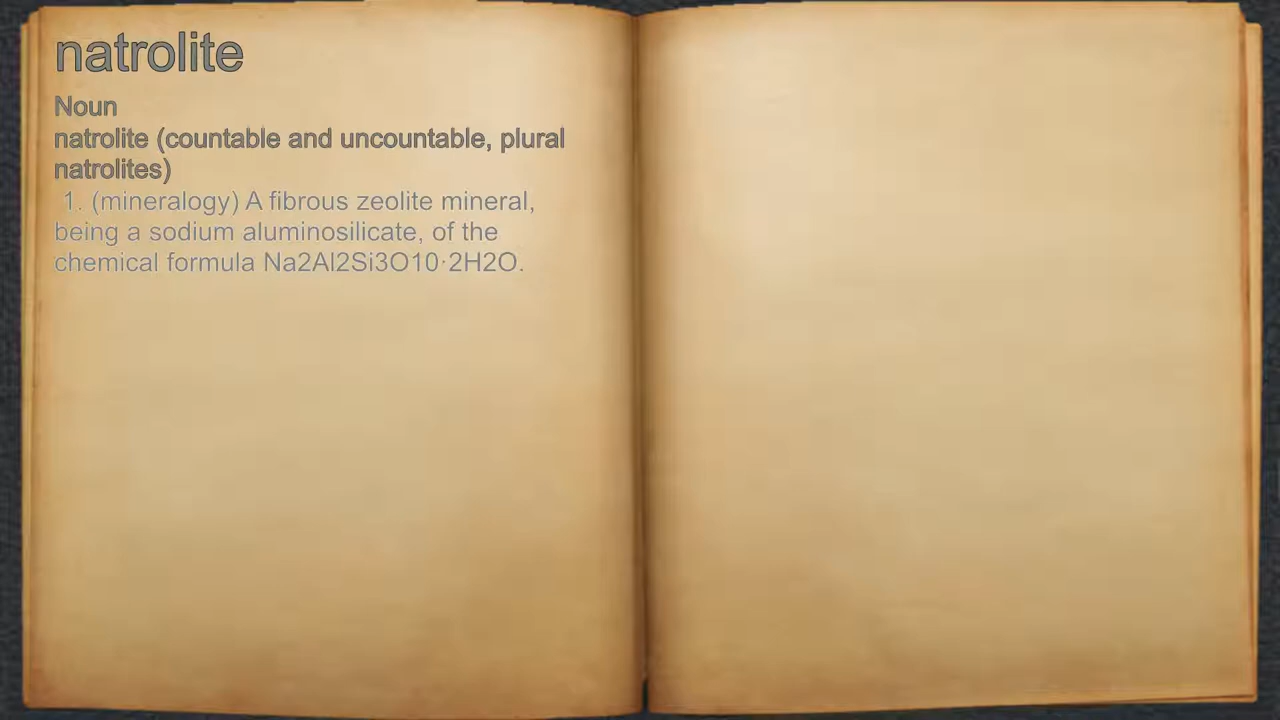 natrolite
Noun
natrolite (countable and uncountable, plural
natrolites)
1. (mineralogy) A fibrous zeolite mineral,
being a sodium aluminosilicate, of the
chemical formula Na2Al2Si3O10·2H2O.